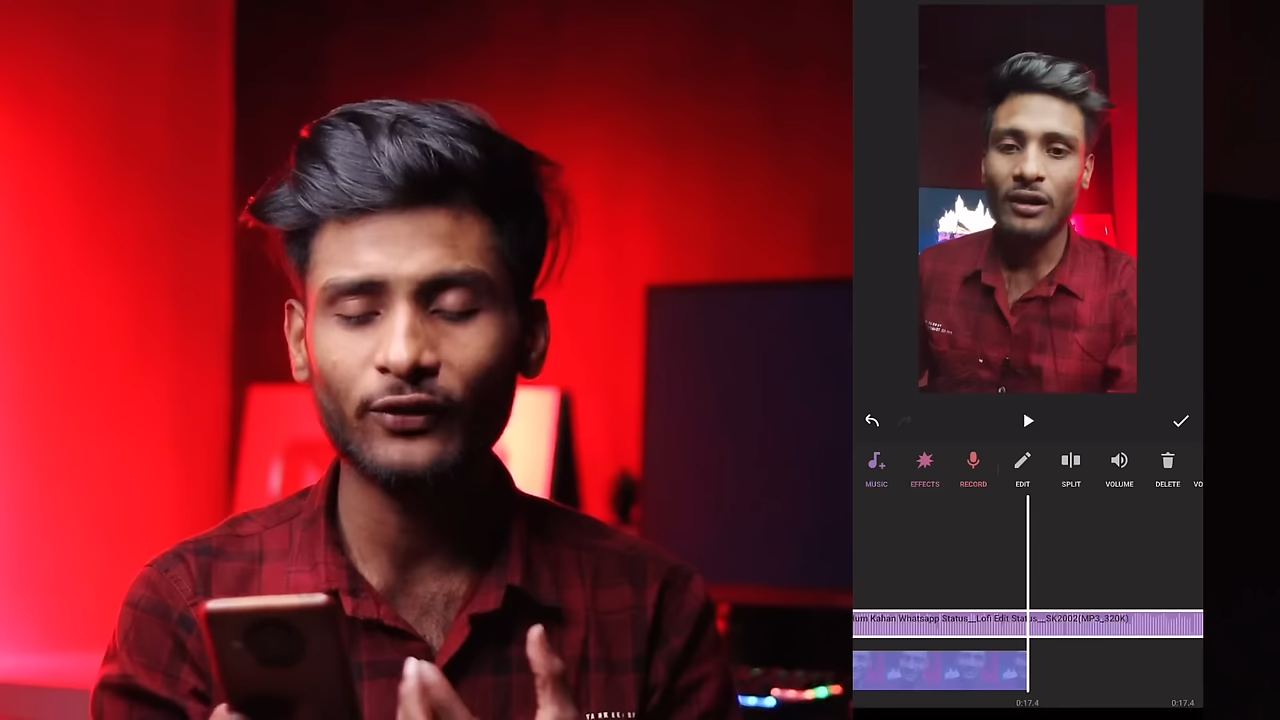 MUSIC
EFFECTS
RECORD
EDIT
SPLIT
VOLUME
DELETE
VO
um Kahan Whatsapp Status__Lofi Edit Status__SK2002(MP3_320K)
0:17.4
0:17.4